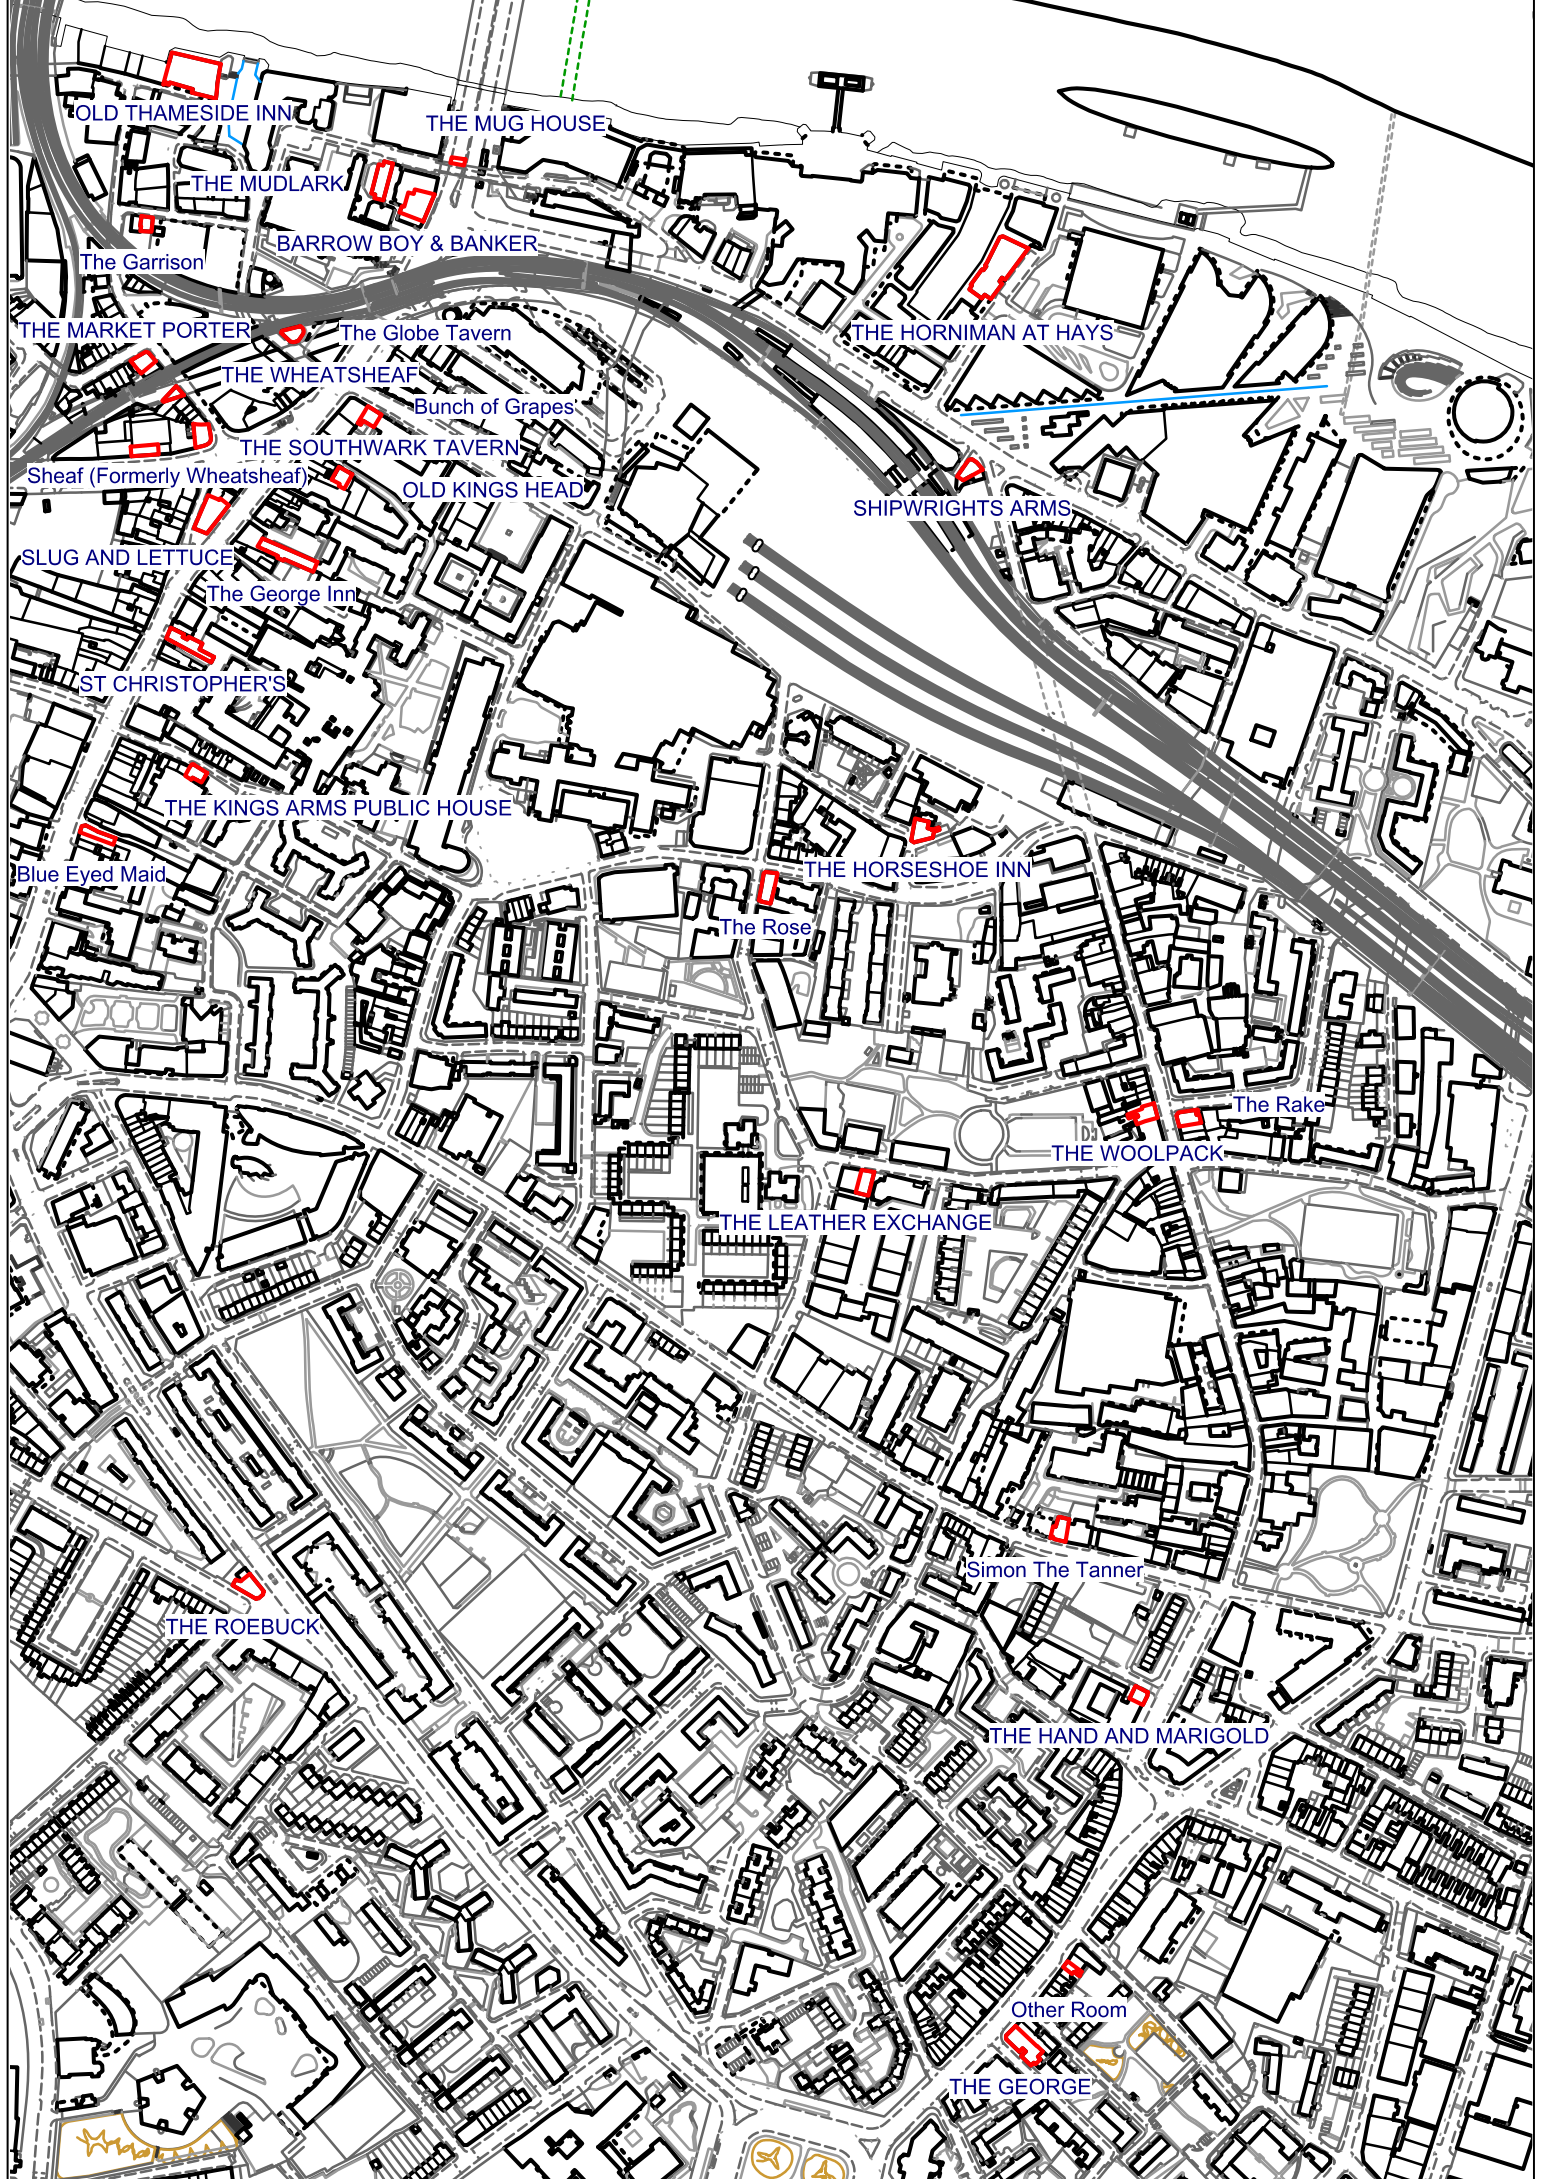 OLD THAMESIDE INN
THE MUG HOUSE
THE MUDLARK
BARROW BOY & BANKER
The Garrison
THE MARKET PORTER
The Globe Tavern
THE HORNIMAN AT HAYS
THE WHEATSHEAF
Bunch of Grapes
THE SOUTHWARK TAVERN
Sheaf (Formerly Wheatsheaf)
OLD KINGS HEAD
SHIPWRIGHTS ARMS
SLUG AND LETTUCE
The George Inn
ST CHRISTOPHER'S
THE KINGS ARMS PUBLIC HOUSE
Blue Eyed Maid
THE HORSESHOE INN
The Rose
The Rake
THE WOOLPACK
THE LEATHER EXCHANGE
Simon The Tanner
THE ROEBUCK
THE HAND AND MARIGOLD
Other Room
THE GEORGE